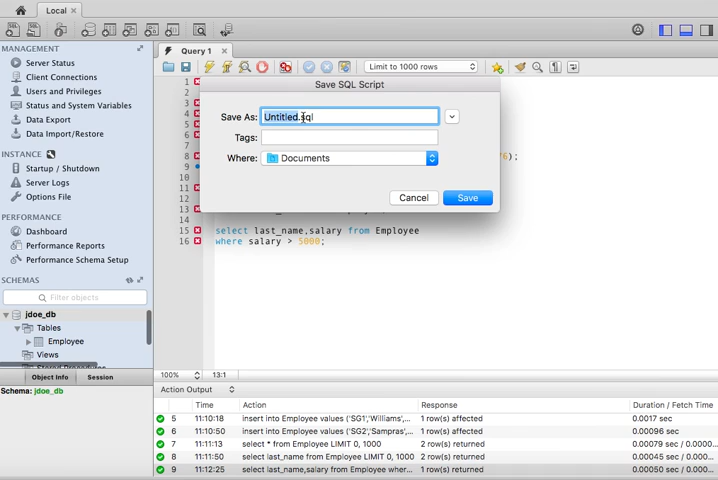 Local
MANAGEMENT
Server Status
Client Connections
Users and Privileges
Status and System Variables
Data Export
Data Import/Restore
INSTANCE
Startup / Shutdown
Server Logs
Options File
PERFORMANCE
Dashboard
Performance Reports
Performance Schema Setup
SCHEMAS
Filter objects
jdoe_db
Tables
Employee
Views
Object Info Session
Schema: jdoe_db
Query 1
Limit to 1000 rows
Save SQL Script
Save As: Untitled.sql
Tags:
Where: Documents
Cancel Save
1
2
3
4
5
6
7
8 6);
9
10
11
12
13
14
15 select last_name,salary from Employee
16 where salary > 5000;
100% 13:1
Action Output
Time Action Response Duration / Fetch Time
5 11:10:18 insert into Employee values ('SG1','Williams',... 1 row(s) affected 0.0017 sec
6 11:10:50 insert into Employee values ('SG2','Sampras',... 1 row(s) affected 0.00096 sec
7 11:11:13 select * from Employee LIMIT 0, 1000 2 row(s) returned 0.00079 sec / 0.0000...
8 11:11:50 select last_name from Employee LIMIT 0, 1000 2 row(s) returned 0.00045 sec / 0.000...
9 11:12:25 select last_name,salary from Employee wher... 1 row(s) returned 0.00050 sec / 0.000...